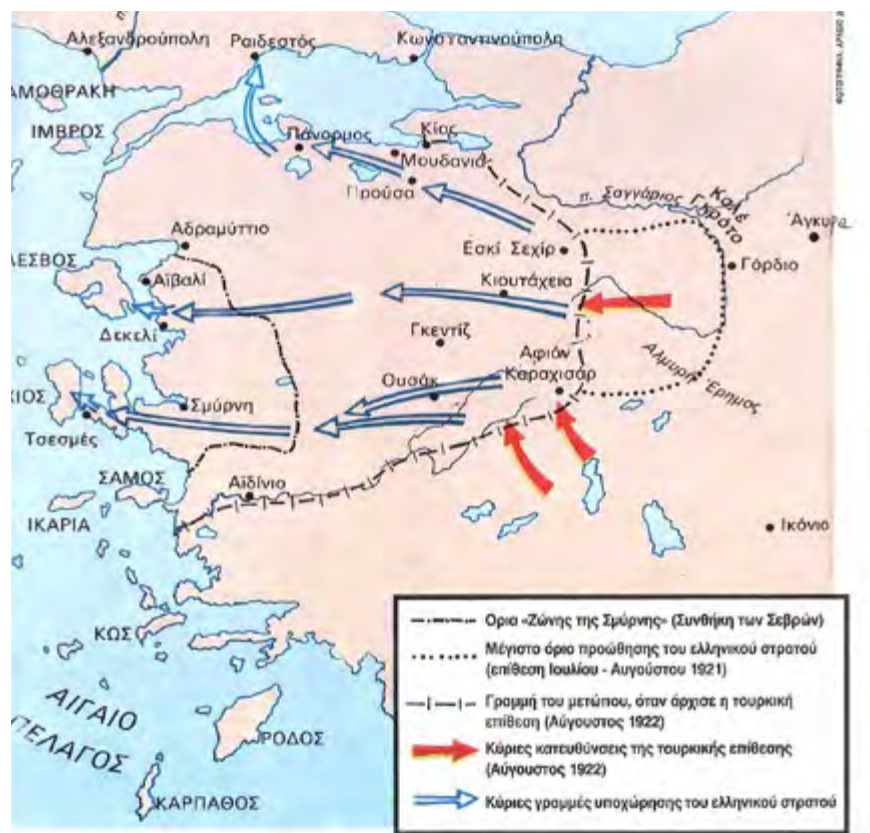 Αλεξανδρούπολη
Ραιδεστός
Κωνσταντινούπολη
ΑΜΟΘΡΑΚΗ
ΙΜΒΡΟΣ
Πάνορμος
Κίος
Μουδανιά
Προύσα
π. Σαγγάριος
Καλέ
Γκρότο
Άγκυρα
Αδραμύττιο
Εσκί Σεχίρ
Γόρδιο
ΛΕΣΒΟΣ
Αϊβαλί
Κιουτάχεια
Δεκελί
Γκεντίζ
Αφιόν
Καραχισάρ
Αλμυρή Έρημος
Ουσάκ
ΧΙΟΣ
Σμύρνη
Τσεσμές
ΣΑΜΟΣ
Αϊδίνιο
ΙΚΑΡΙΑ
Ικόνιο
ΚΩΣ
ΑΙΓΑΙΟ
ΠΕΛΑΓΟΣ
ΡΟΔΟΣ
ΚΑΡΠΑΘΟΣ
Ορια «Ζώνης της Σμύρνης» (Συνθήκη των Σεβρών)
Μέγιστο όριο προώθησης του ελληνικού στρατού
(επίθεση Ιουλίου - Αυγούστου 1921)
Γραμμή του μετώπου, όταν άρχισε η τουρκική
επίθεση (Αύγουστος 1922)
Κύριες κατευθύνσεις της τουρκικής επίθεσης
(Αύγουστος 1922)
Κύριες γραμμές υποχώρησης του ελληνικού στρατού